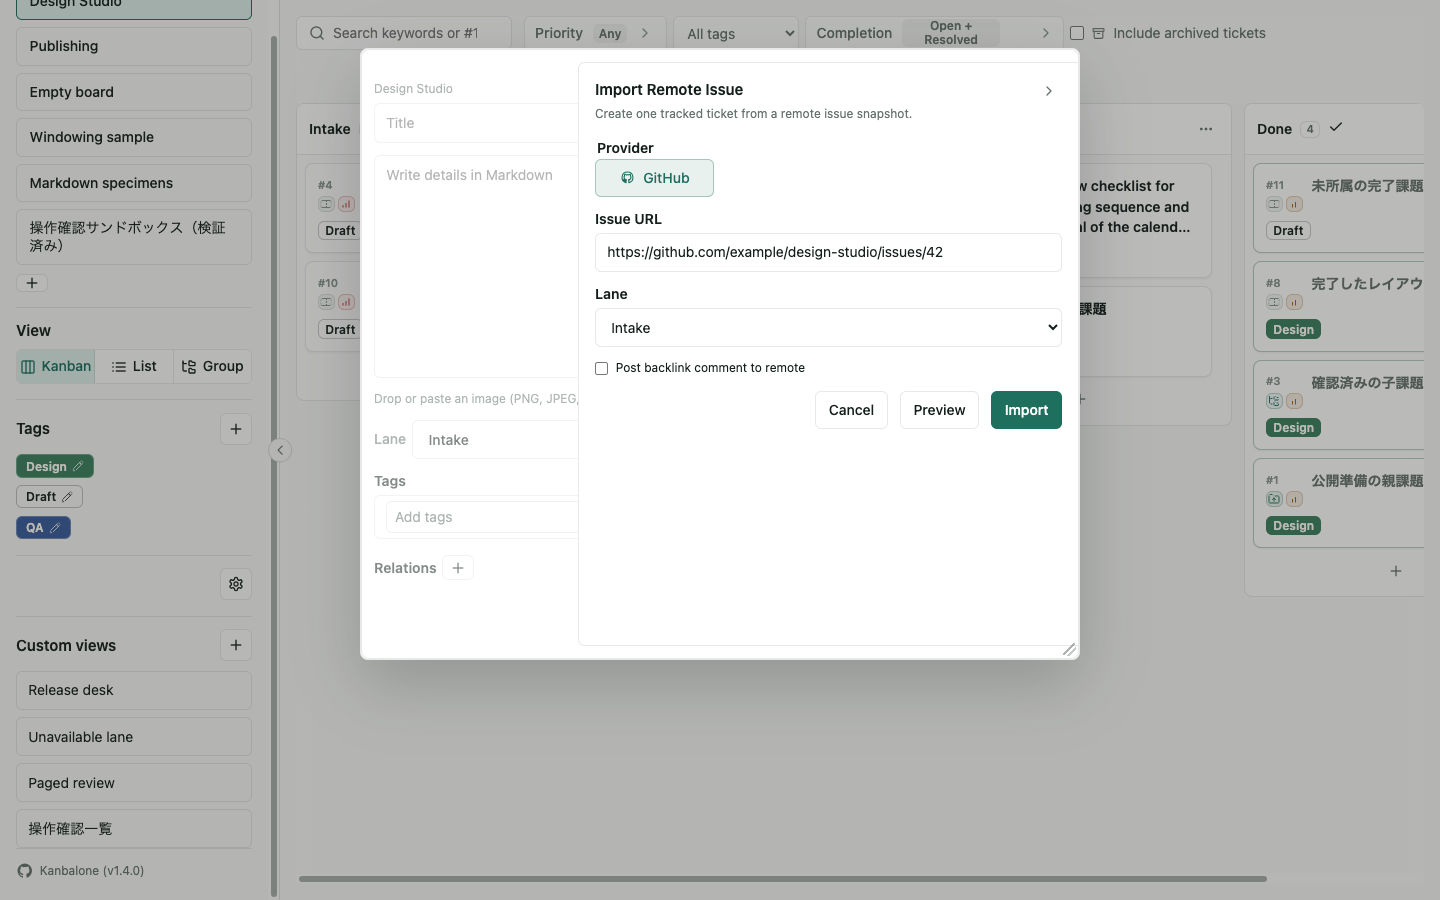 Design Studio
Publishing
Empty board
Windowing sample
Markdown specimens
操作確認サンドボックス（検証
済み）
View
Kanban
List
Group
Tags
Design
Draft
QA
Custom views
Release desk
Unavailable lane
Paged review
操作確認一覧
Kanbalone (v1.4.0)
Search keywords or #1
Priority
Any
All tags
Completion
Open +
Resolved
Include archived tickets
Intake
#4
Draft
#10
Draft
Design Studio
Title
Write details in Markdown
Drop or paste an image (PNG, JPEG,
Lane
Intake
Tags
Add tags
Relations
Import Remote Issue
Create one tracked ticket from a remote issue snapshot.
Provider
GitHub
Issue URL
https://github.com/example/design-studio/issues/42
Lane
Intake
Post backlink comment to remote
Cancel
Preview
Import
w checklist for
ng sequence and
al of the calend...
課題
Done
4
#11
未所属の完了課題
Draft
#8
完了したレイアウ
Design
#3
確認済みの子課題
Design
#1
公開準備の親課題
Design